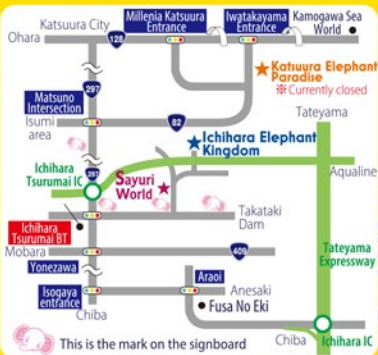 Katsuura City
Ohara
128
Millenia Katsuura
Entrance
Iwatakayama
Entrance
Kamogawa Sea
World
Katsuura Elephant
Paradise
※Currently closed
297
Matsuno
Intersection
Isumi
area
82
Tateyama
Ichihara Elephant
Kingdom
Ichihara
Tsurumai IC
297
Sayuri
World
Aqualine
Ichihara
Tsurumai BT
Takataki
Dam
Mobara
409
Tateyama
Expressway
Yonezawa
Isogaya
entrance
Araoi
Anesaki
Fusa No Eki
Chiba
This is the mark on the signboard
Chiba
Ichihara IC